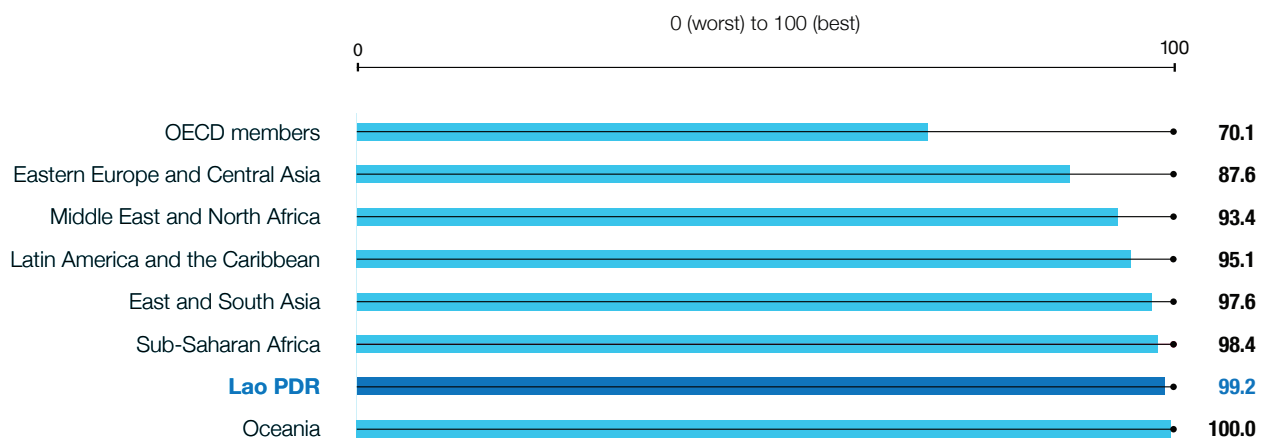 0 (worst) to 100 (best)
0 100
OECD members 70.1
Eastern Europe and Central Asia 87.6
Middle East and North Africa 93.4
Latin America and the Caribbean 95.1
East and South Asia 97.6
Sub-Saharan Africa 98.4
Lao PDR 99.2
Oceania 100.0